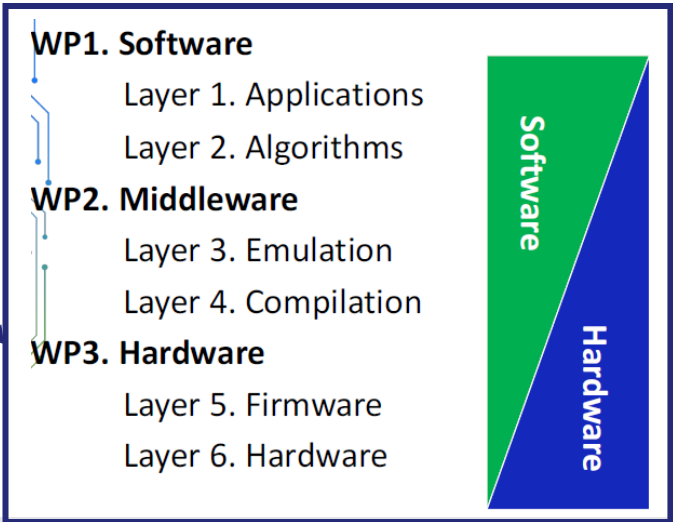 WP1. Software
Layer 1. Applications
Layer 2. Algorithms
WP2. Middleware
Layer 3. Emulation
Layer 4. Compilation
WP3. Hardware
Layer 5. Firmware
Layer 6. Hardware
Software
Hardware